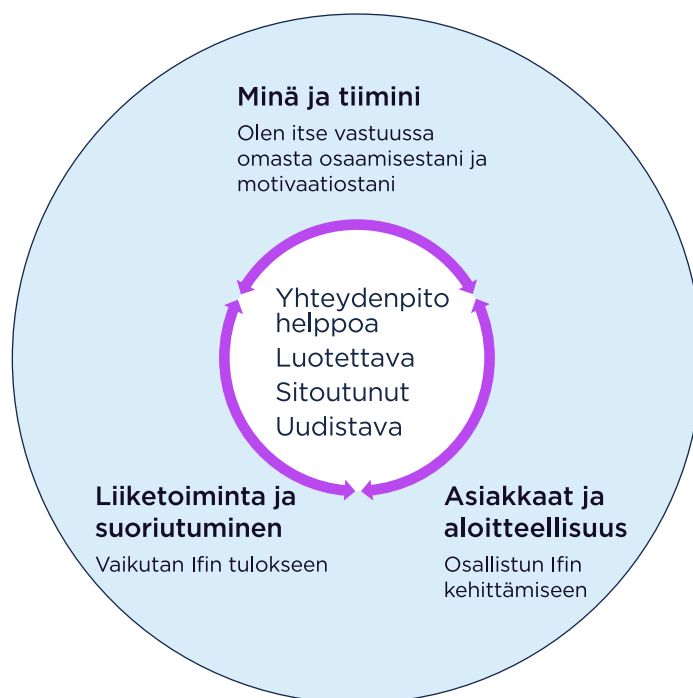 Minä ja tiimini
Olen itse vastuussa
omasta osaamisestani ja
motivaatiostani
Yhteydenpito
helppoa
Luotettava
Sitoutunut
Uudistava
Liiketoiminta ja
suoriutuminen
Vaikutan Ifin tulokseen
Asiakkaat ja
aloitteellisuus
Osallistun Ifin
kehittämiseen